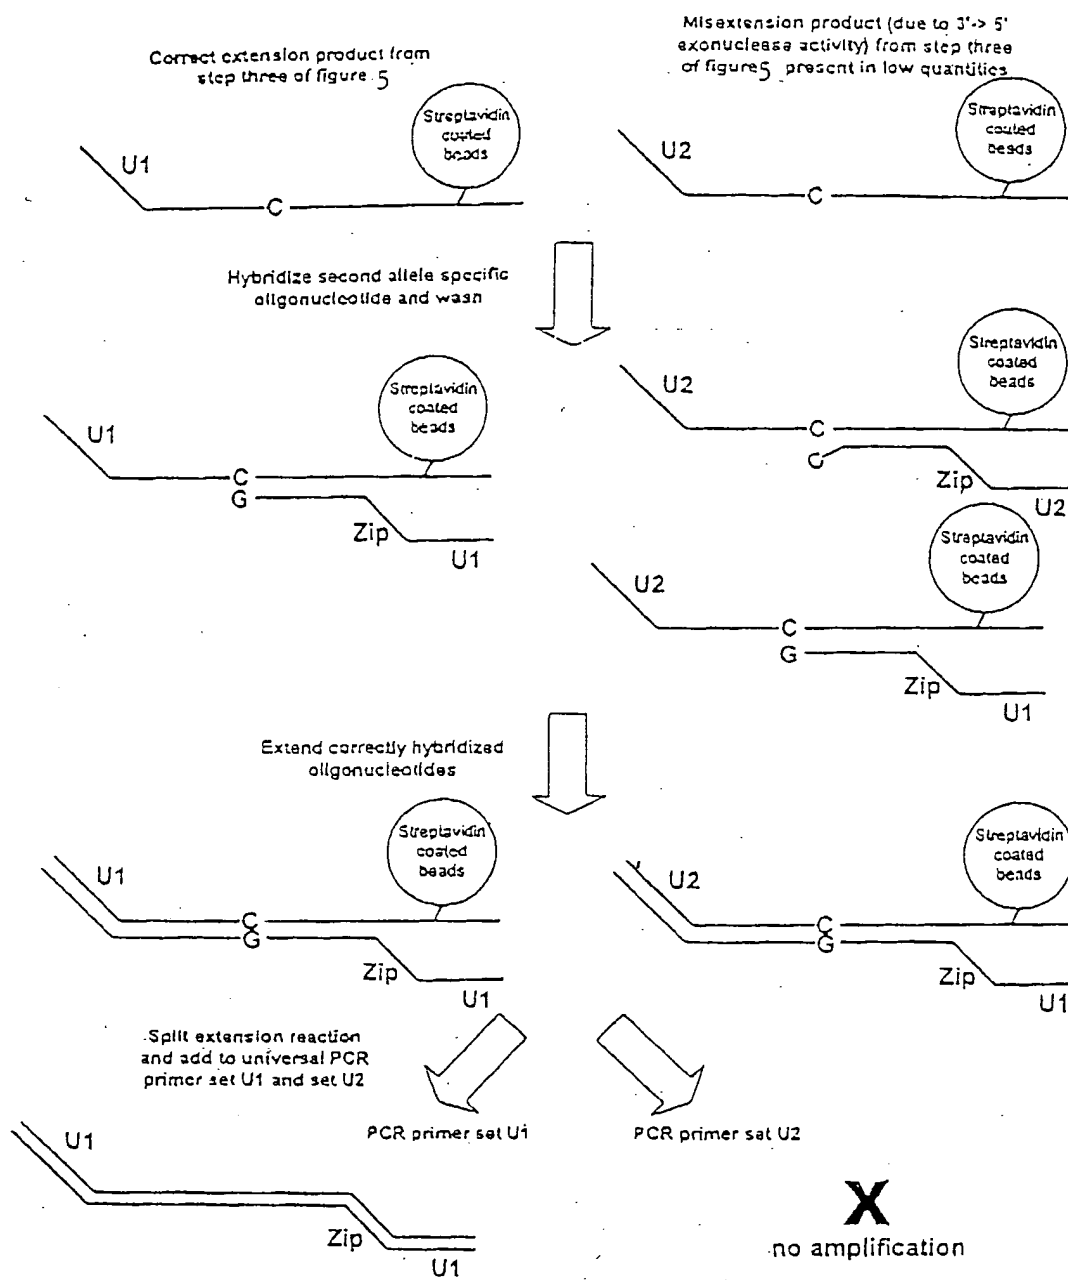 Correct extension product from
step three of figure 5
Misextension product (due to 3'-> 5'
exonuclease activity) from step three
of figure 5 present in low quantities
Streptavidin
coated
beads
U1
C
Streptavidin
coated
beads
U2
C
Hybridize second allele specific
oligonucleotide and wash
Streptavidin
coated
beads
U1
C
G
Zip
U1
Streptavidin
coated
beads
U2
C
C
Zip
U2
Streptavidin
coated
beads
U2
C
G
Zip
U1
Extend correctly hybridized
oligonucleotides
Streptavidin
coated
beads
U1
C
G
Zip
U1
Streptavidin
coated
beads
U2
C
G
Zip
U1
Split extension reaction
and add to universal PCR
primer set U1 and set U2
PCR primer set U1
PCR primer set U2
U1
Zip
U1
X
no amplification